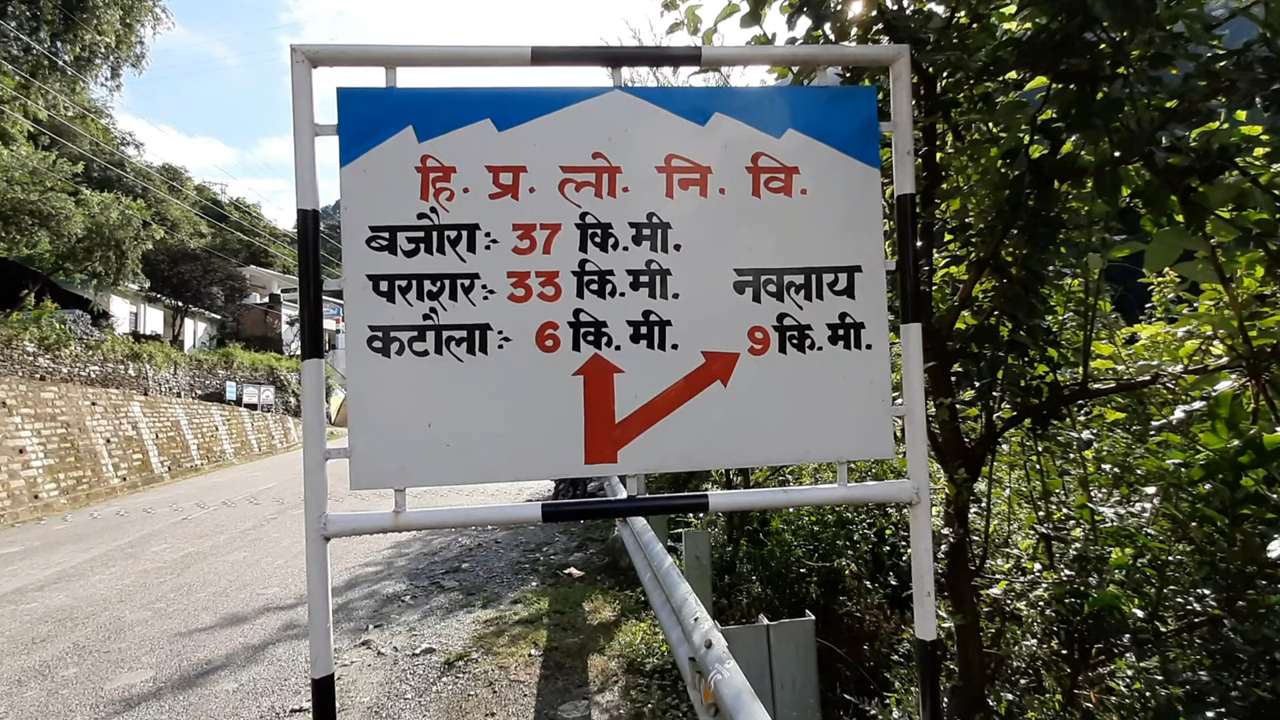 हि. प्र. लो. नि. वि.
बजौरा:- 37 कि.मी.
पराशर:- 33 कि.मी.
कटौला:- 6 कि.मी.
नवलाय
9 कि.मी.